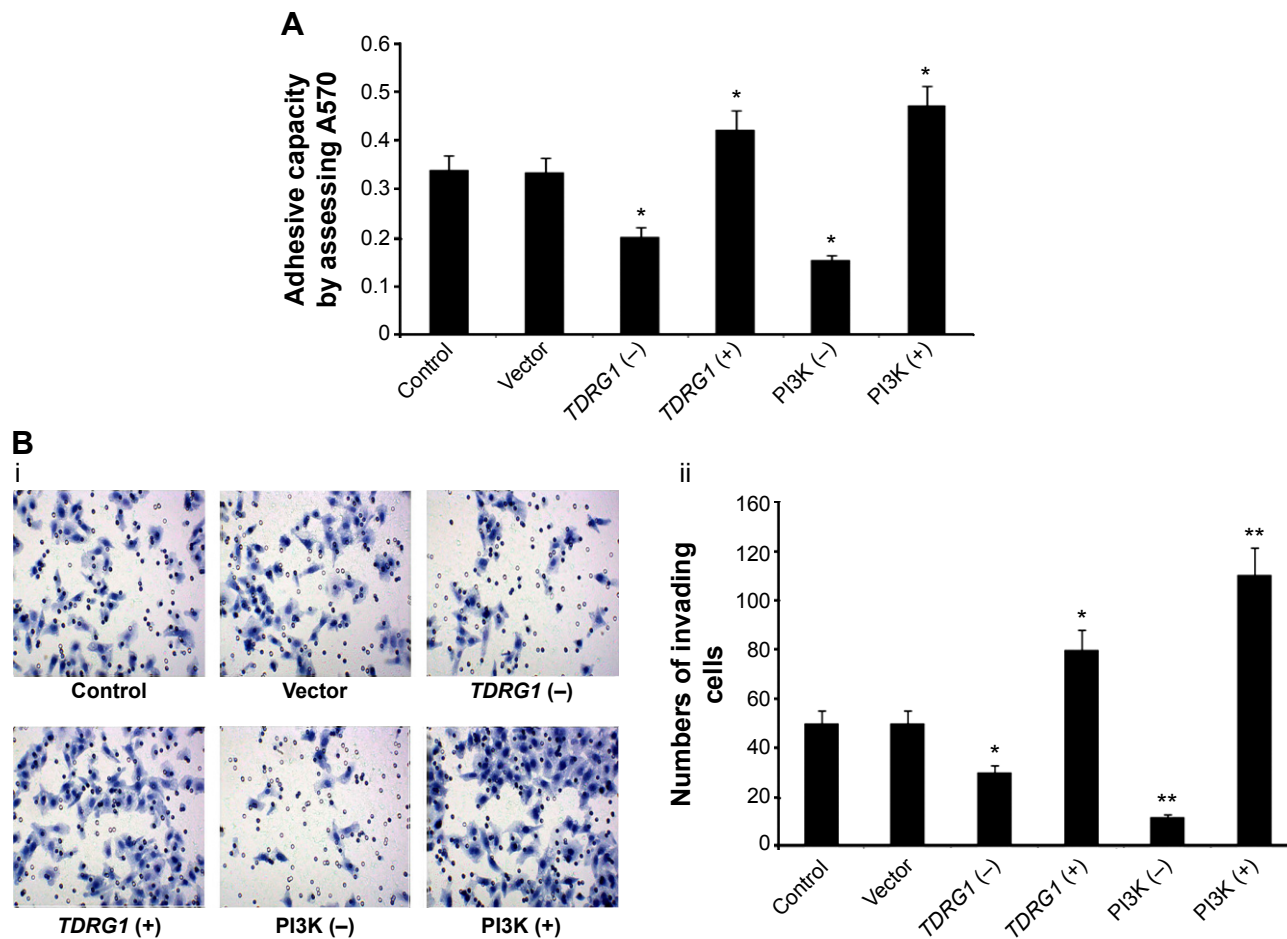 A
Adhesive capacity
by assessing A570
0.6
0.5
0.4
0.3
0.2
0.1
0
*
*
*
*
Control
Vector
TDRG1 (–)
TDRG1 (+)
PI3K (–)
PI3K (+)
B
i
Control
Vector
TDRG1 (–)
TDRG1 (+)
PI3K (–)
PI3K (+)
ii
Numbers of invading
cells
160
120
100
80
60
40
20
0
*
*
**
**
Control
Vector
TDRG1 (–)
TDRG1 (+)
PI3K (–)
PI3K (+)